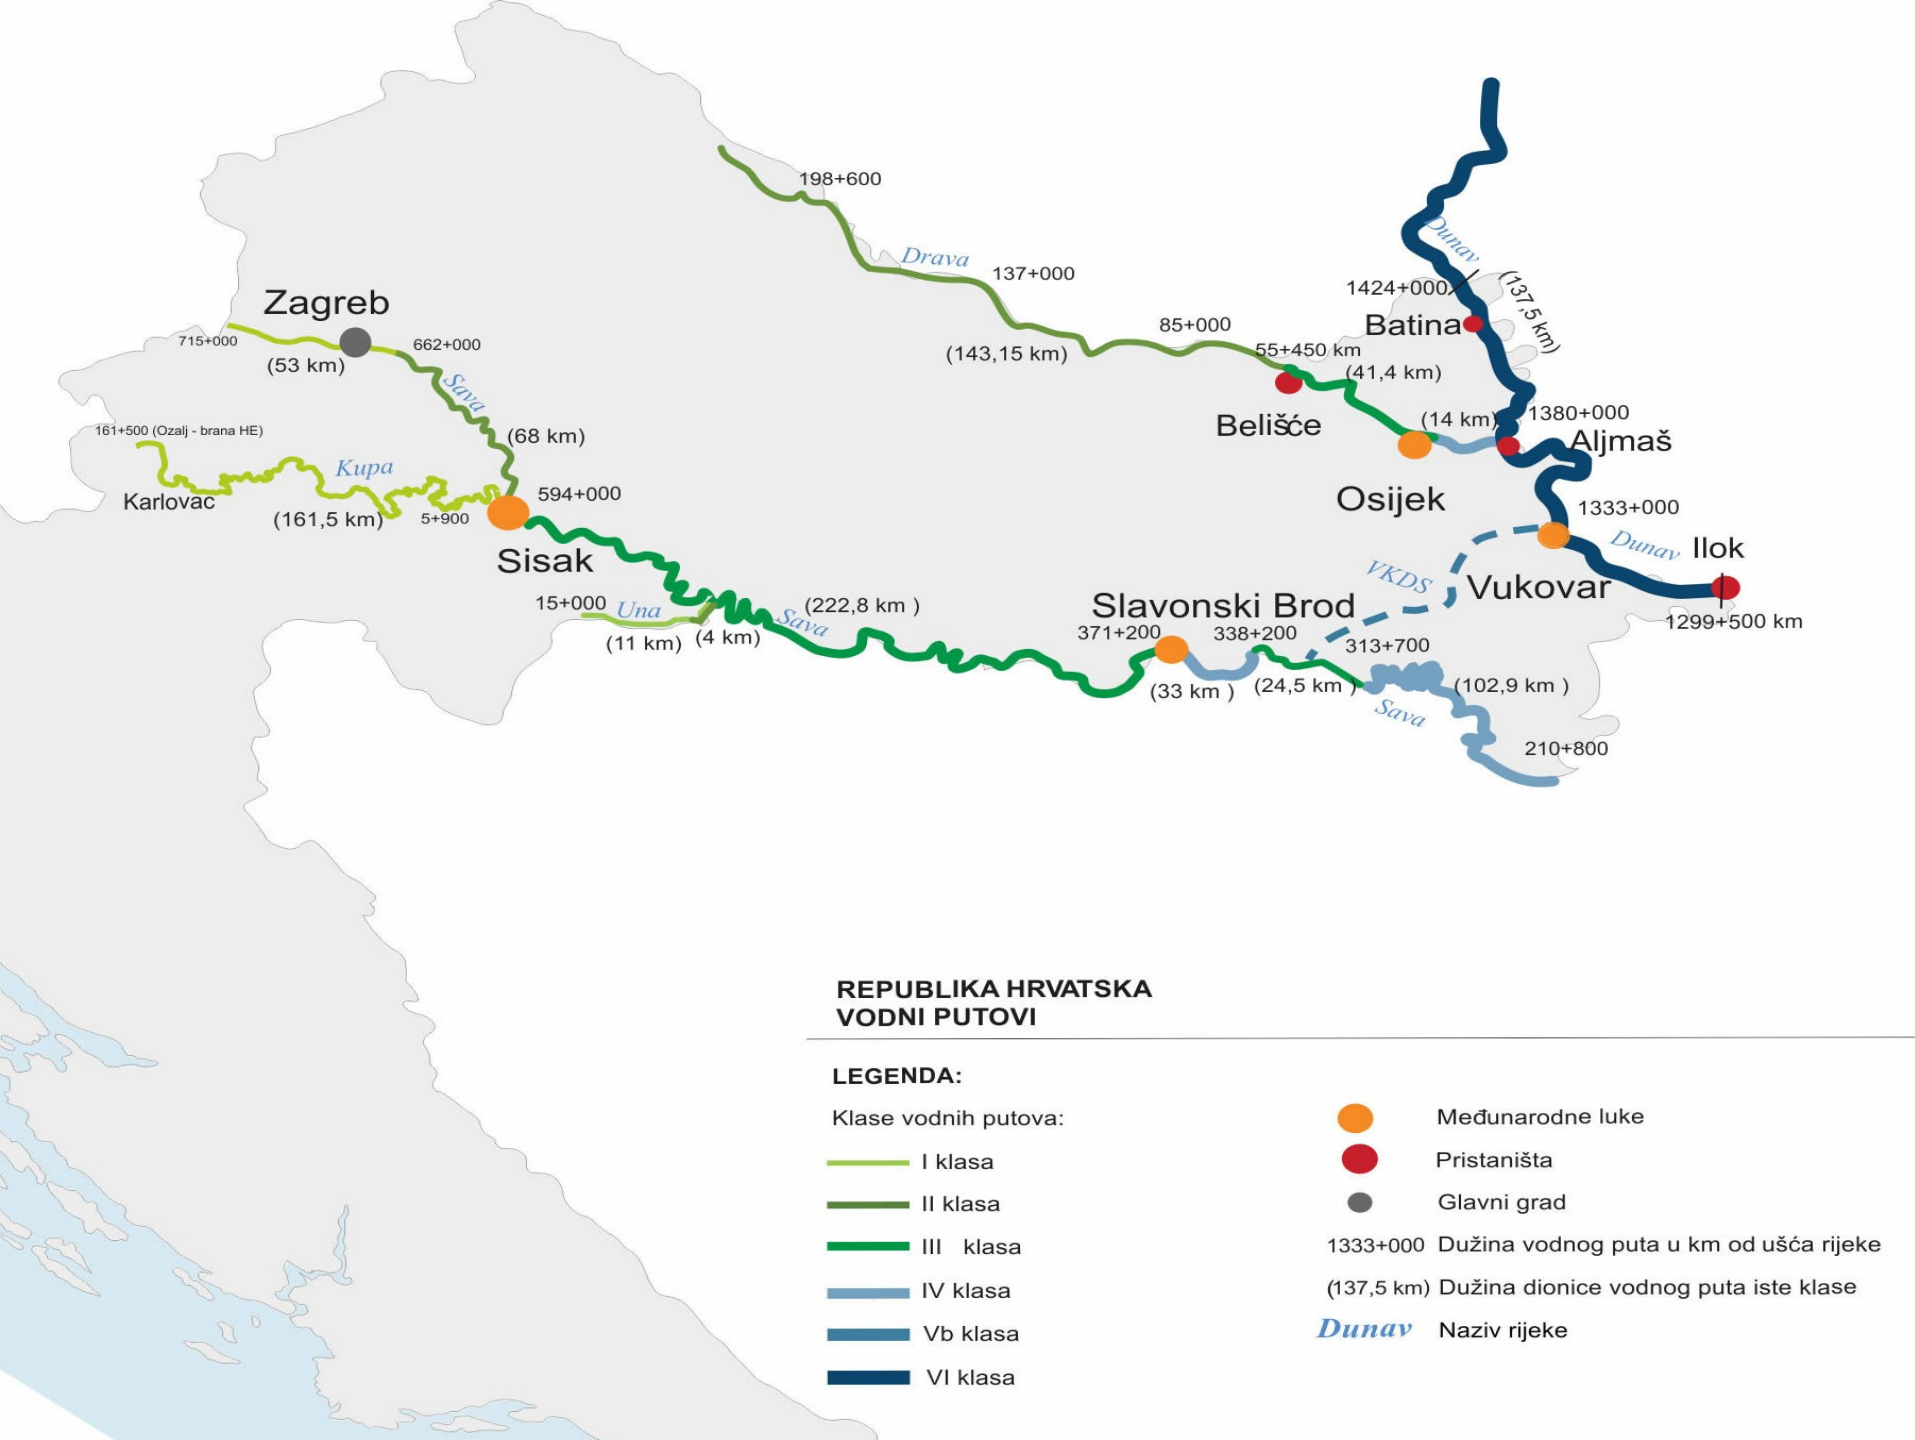 198+600
Drava
137+000
Dunav
1424+000
(137,5 km)
Zagreb
Batina
715+000
662+000
(53 km)
Sava
85+000
(143,15 km)
55+450 km
(41,4 km)
Belišće
(14 km)
1380+000
Aljmaš
161+500 (Ozalj - brana HE)
(68 km)
Kupa
Karlovac
(161,5 km)
5+900
594+000
Sisak
Osijek
1333+000
Dunav
Ilok
VKDS
Vukovar
1299+500 km
15+000
Una
(11 km)
(4 km)
Sava
(222,8 km )
Slavonski Brod
371+200
338+200
313+700
(33 km )
(24,5 km )
(102,9 km )
Sava
210+800
REPUBLIKA HRVATSKA
VODNI PUTOVI
LEGENDA:
Klase vodnih putova:
I klasa
II klasa
III klasa
IV klasa
Vb klasa
VI klasa
Međunarodne luke
Pristaništa
Glavni grad
1333+000 Dužina vodnog puta u km od ušća rijeke
(137,5 km) Dužina dionice vodnog puta iste klase
Dunav Naziv rijeke